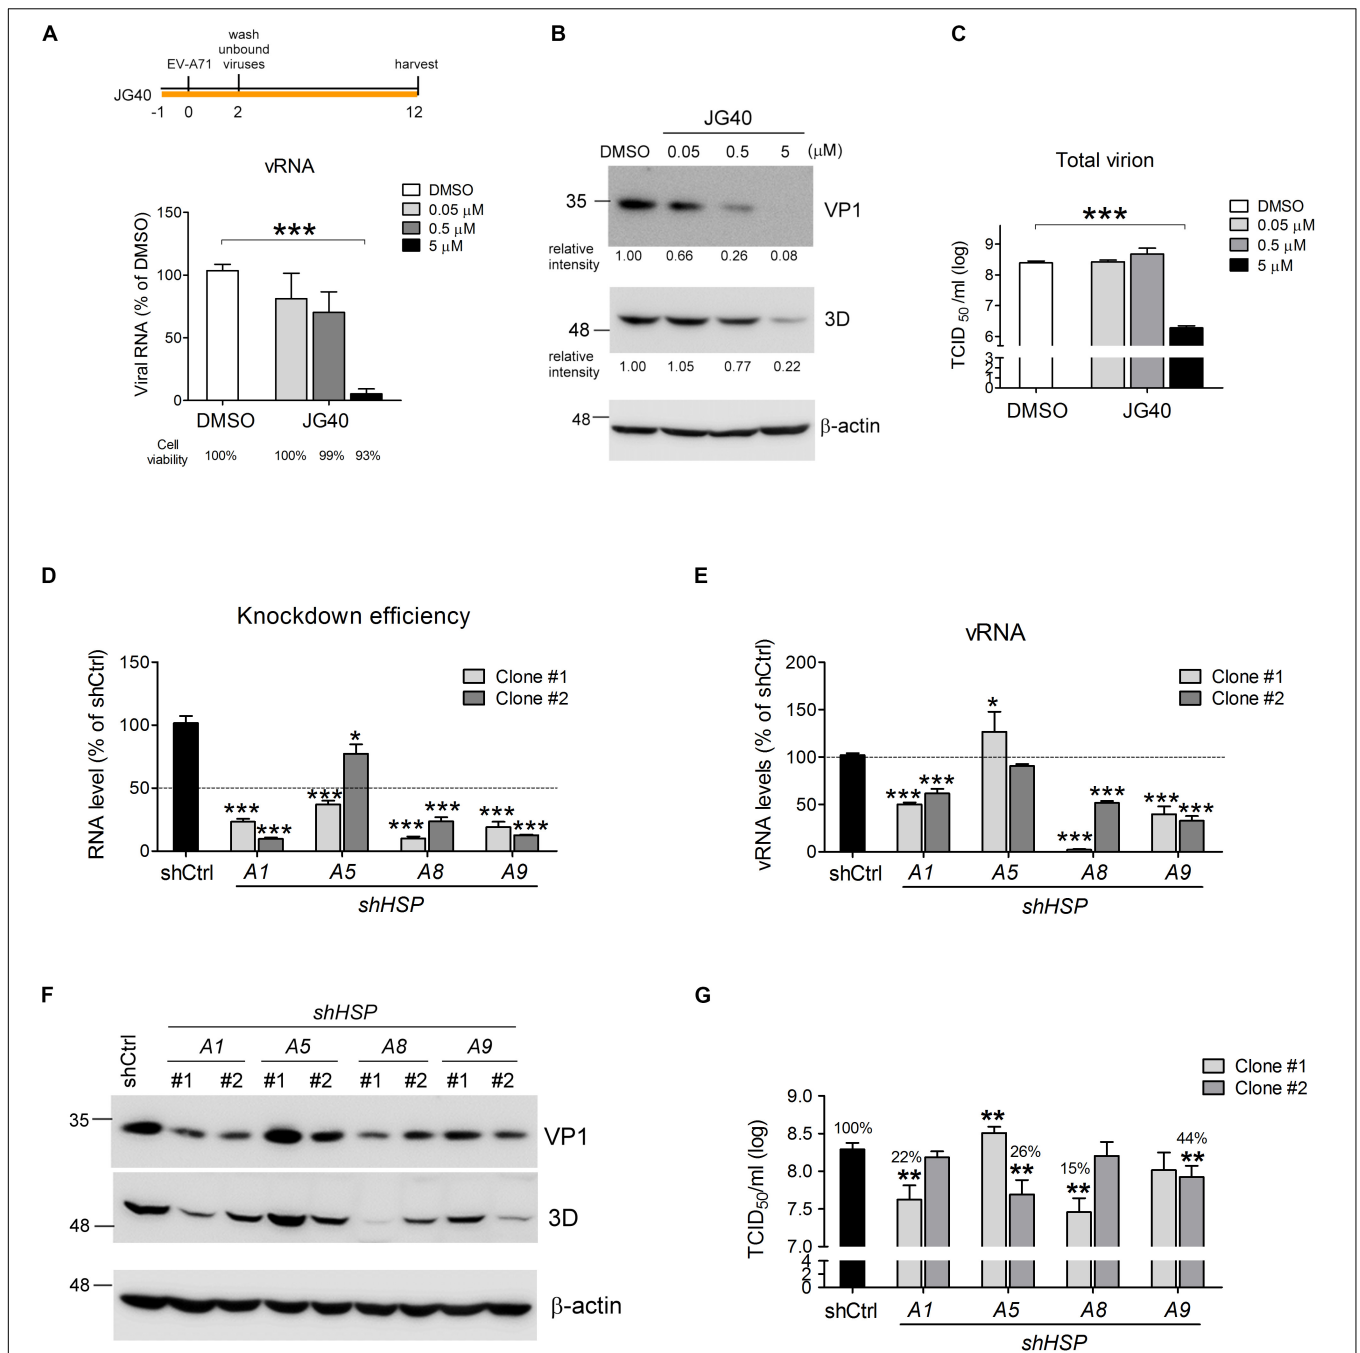 A
wash
unbound
viruses
EV-A71
harvest
JG40
-1 0 2 12
vRNA
DMSO
0.05 μM
0.5 μM
5 μM
***
Viral RNA (% of DMSO)
150
100
50
0
DMSO JG40
Cell
viability
100% 100% 99% 93%
B
JG40
DMSO 0.05 0.5 5 (μM)
35
VP1
relative
intensity
1.00 0.66 0.26 0.08
48
3D
relative
intensity
1.00 1.05 0.77 0.22
48
β-actin
C
Total virion
DMSO
0.05 μM
0.5 μM
5 μM
***
TCID 50 /ml (log)
9
8
7
6
3
2
1
0
DMSO JG40
D
Knockdown efficiency
Clone #1
Clone #2
RNA level (% of shCtrl)
150
100
50
0
*** *** *** * *** *** *** ***
shCtrl A1 A5 A8 A9
shHSP
E
vRNA
Clone #1
Clone #2
vRNA levels (% of shCtrl)
200
150
100
50
0
*** *** * *** *** *** ***
shCtrl A1 A5 A8 A9
shHSP
F
shHSP
shCtrl
A1 A5 A8 A9
#1 #2 #1 #2 #1 #2 #1 #2
35
VP1
48
3D
48
β-actin
G
Clone #1
Clone #2
TCID50/ml (log)
9.0
8.5
8.0
7.5
7.0
4
2
0
100% 22% 26% 15% 44%
** ** ** ** **
shCtrl A1 A5 A8 A9
shHSP